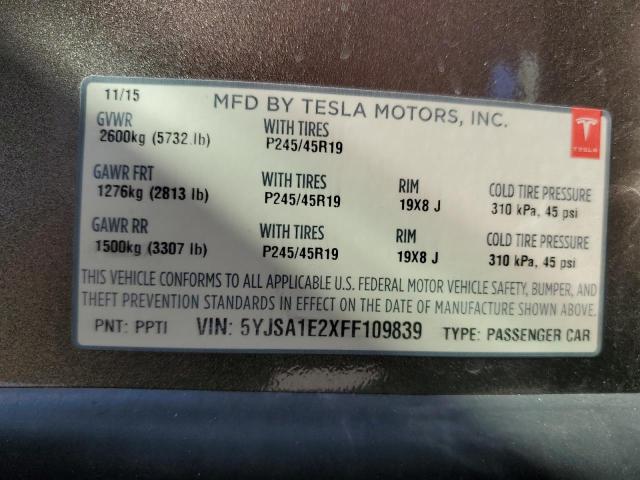 11/15 MFD BY TESLA MOTORS, INC.
GVWR WITH TIRES
2600kg (5732 lb) P245/45R19
TESLA
GAWR FRT WITH TIRES RIM COLD TIRE PRESSURE
1276kg (2813 lb) P245/45R19 19X8 J 310 kPa, 45 psi
GAWR RR WITH TIRES RIM COLD TIRE PRESSURE
1500kg (3307 lb) P245/45R19 19X8 J 310 kPa, 45 psi
THIS VEHICLE CONFORMS TO ALL APPLICABLE U.S. FEDERAL MOTOR VEHICLE SAFETY, BUMPER, AND
THEFT PREVENTION STANDARDS IN EFFECT ON THE DATE OF MANUFACTURE SHOWN ABOVE.
PNT: PPTI VIN: 5YJSA1E2XFF109839 TYPE: PASSENGER CAR